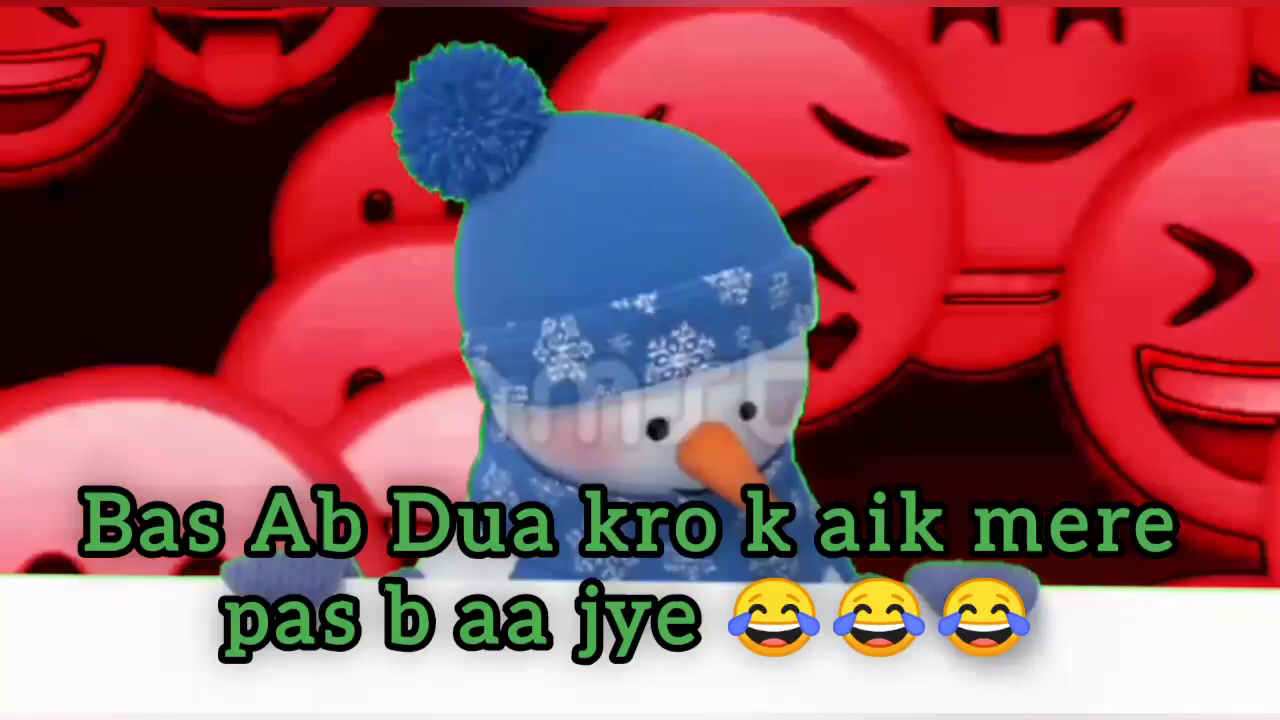 Bas Ab Dua kro k aik mere
pas b aa jye 😂😂😂